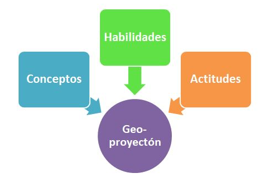 Habilidades
Conceptos
Actitudes
Geo-
proyectón